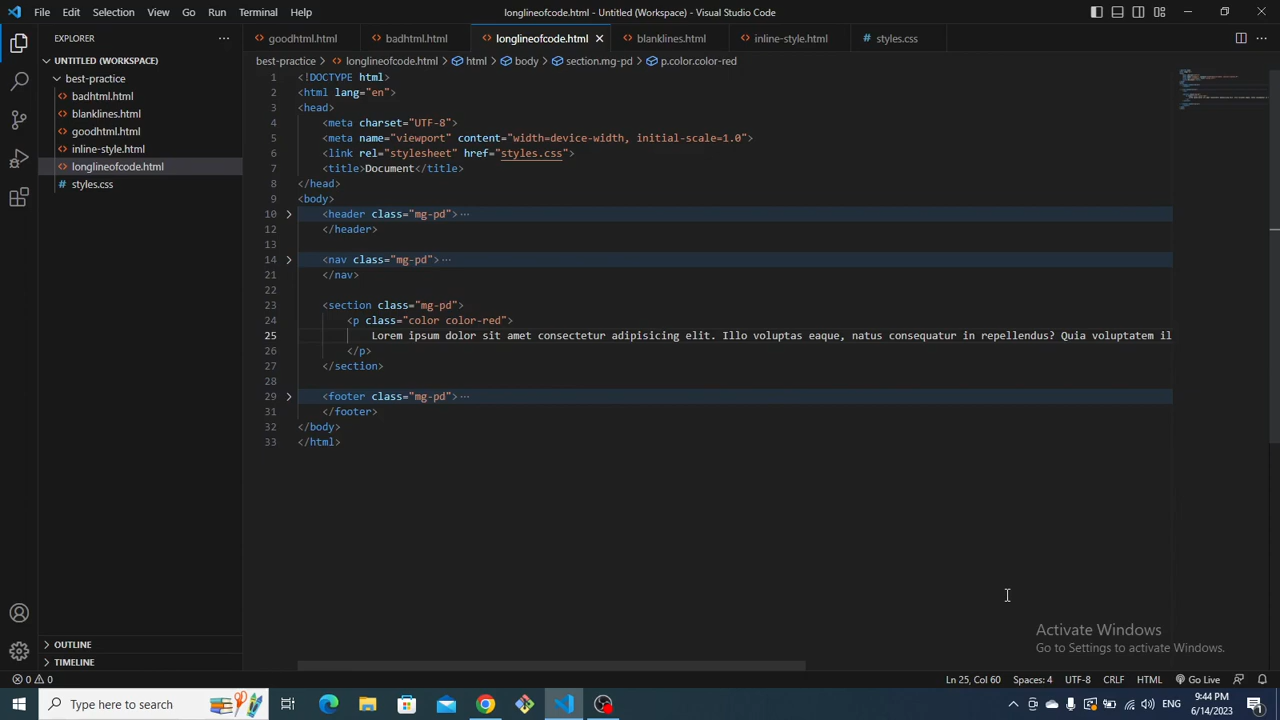 File Edit Selection View Go Run Terminal Help longlineofcode.html - Untitled (Workspace) - Visual Studio Code
EXPLORER ···
goodhtml.html badhtml.html longlineofcode.html blanklines.html inline-style.html # styles.css
UNTITLED (WORKSPACE)
best-practice
badhtml.html
blanklines.html
goodhtml.html
inline-style.html
longlineofcode.html
# styles.css
OUTLINE
TIMELINE
best-practice > longlineofcode.html > html > body > section.mg-pd > p.color.color-red
1 <!DOCTYPE html>
2 <html lang="en">
3 <head>
4 <meta charset="UTF-8">
5 <meta name="viewport" content="width=device-width, initial-scale=1.0">
6 <link rel="stylesheet" href="styles.css">
7 <title>Document</title>
8 </head>
9 <body>
10 <header class="mg-pd">···
12 </header>
13
14 <nav class="mg-pd">···
21 </nav>
22
23 <section class="mg-pd">
24 <p class="color color-red">
25 Lorem ipsum dolor sit amet consectetur adipisicing elit. Illo voluptas eaque, natus consequatur in repellendus? Quia voluptatem il
26 </p>
27 </section>
28
29 <footer class="mg-pd">···
31 </footer>
32 </body>
33 </html>
Activate Windows
Go to Settings to activate Windows.
0 0 Ln 25, Col 60 Spaces: 4 UTF-8 CRLF HTML Go Live
Type here to search
9:44 PM
6/14/2023
1